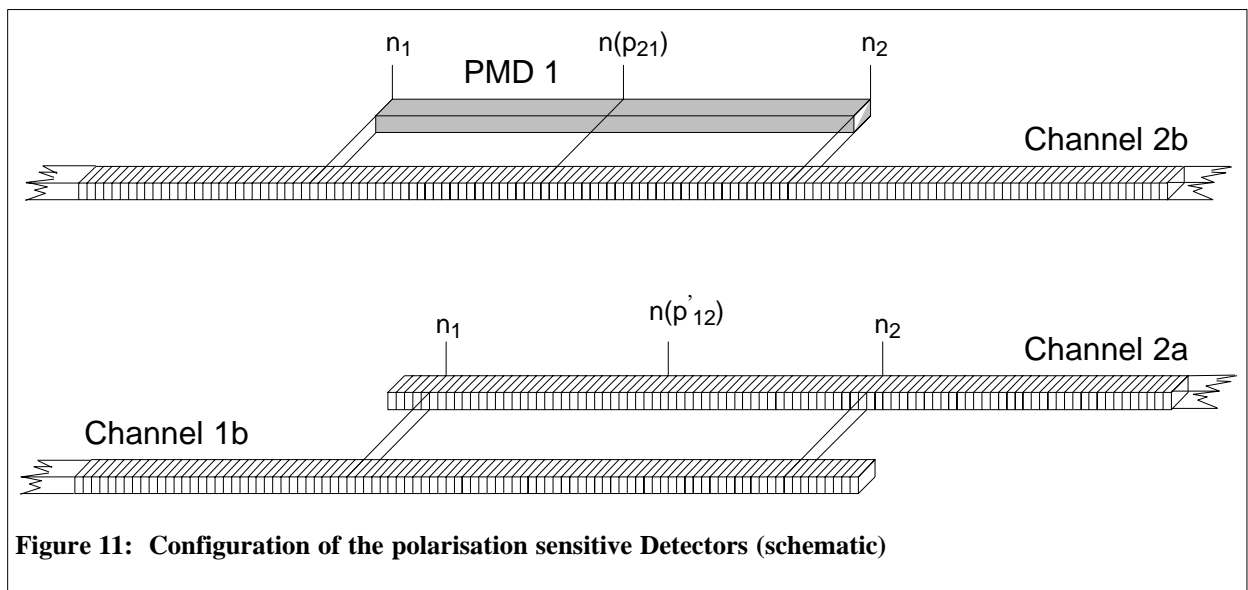 n1 n(p21) n2
PMD 1
Channel 2b
n1 n(p'12) n2
Channel 2a
Channel 1b
Figure 11: Configuration of the polarisation sensitive Detectors (schematic)